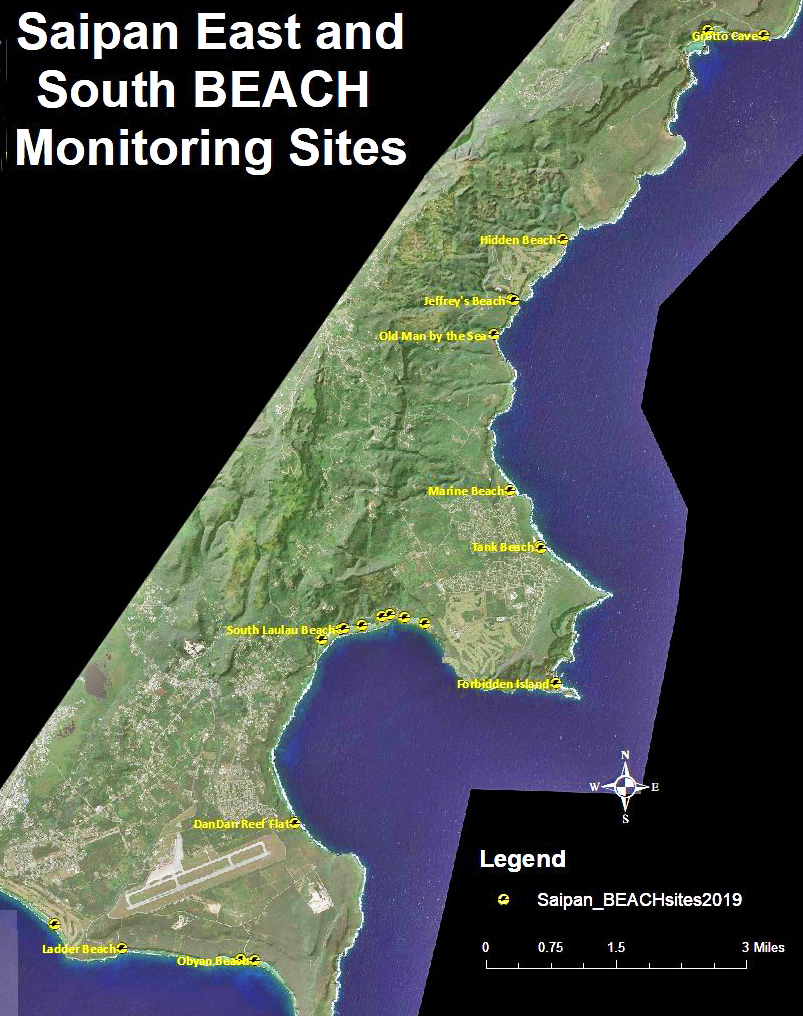 Saipan East and
South BEACH
Monitoring Sites
Grotto Cave
Hidden Beach
Jeffrey's Beach
Old Man by the Sea
Marine Beach
Tank Beach
South Laulau Beach
Forbidden Island
N
W E
S
DanDan Reef Flat
Legend
Saipan_BEACHsites2019
Ladder Beach
Obyan Beach
0 0.75 1.5 3 Miles